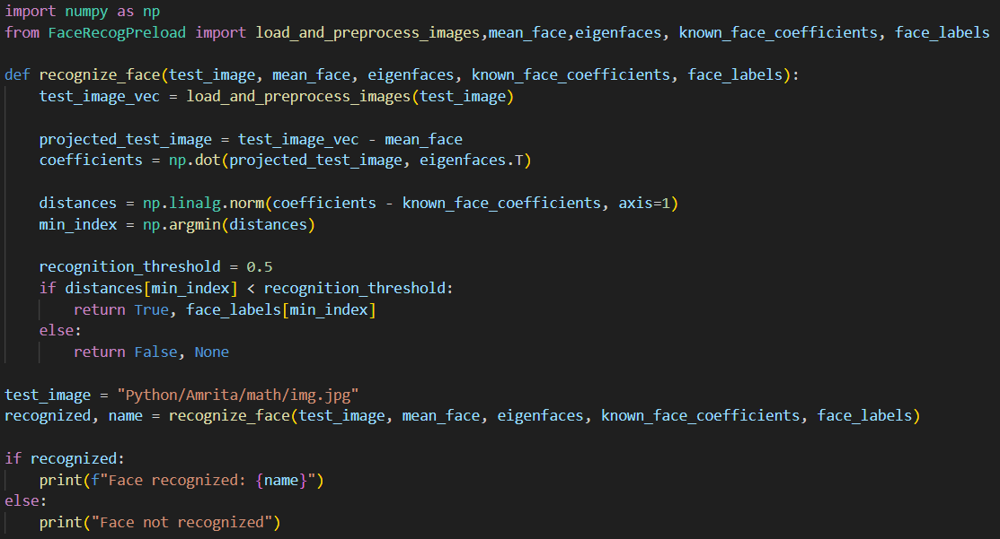 import numpy as np
from FaceRecogPreload import load_and_preprocess_images,mean_face,eigenfaces, known_face_coefficients, face_labels
def recognize_face(test_image, mean_face, eigenfaces, known_face_coefficients, face_labels):
    test_image_vec = load_and_preprocess_images(test_image)
    projected_test_image = test_image_vec - mean_face
    coefficients = np.dot(projected_test_image, eigenfaces.T)
    distances = np.linalg.norm(coefficients - known_face_coefficients, axis=1)
    min_index = np.argmin(distances)
    recognition_threshold = 0.5
    if distances[min_index] < recognition_threshold:
        return True, face_labels[min_index]
    else:
        return False, None
test_image = "Python/Amrita/math/img.jpg"
recognized, name = recognize_face(test_image, mean_face, eigenfaces, known_face_coefficients, face_labels)
if recognized:
    print(f"Face recognized: {name}")
else:
    print("Face not recognized")